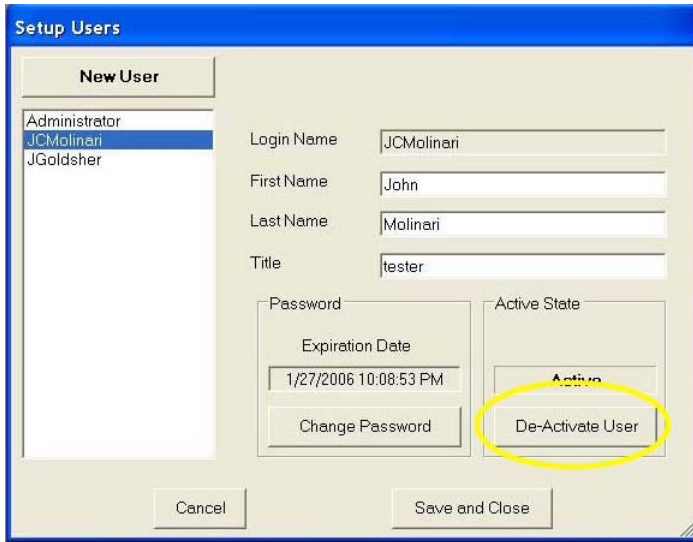 Setup Users
New User
Administrator
JCMolinari
JGoldsher
Login Name JCMolinari
First Name John
Last Name Molinari
Title tester
Password
Expiration Date
1/27/2006 10:08:53 PM
Change Password
Active State
Active
De-Activate User
Cancel Save and Close